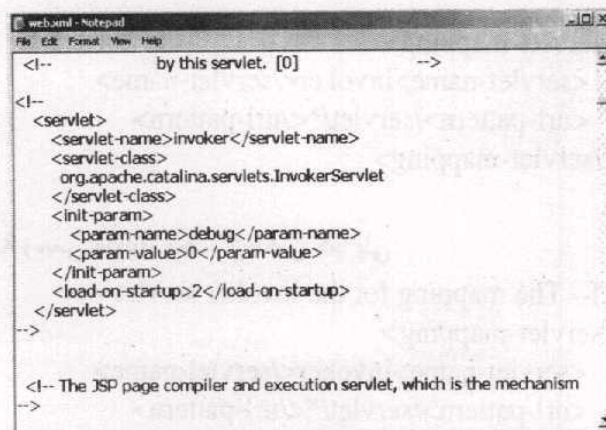 web.xml - Notepad
File Edit Format View Help
<!-- by this servlet. [0] -->
<!--
<servlet>
<servlet-name>invoker</servlet-name>
<servlet-class>
org.apache.catalina.servlets.InvokerServlet
</servlet-class>
<init-param>
<param-name>debug</param-name>
<param-value>0</param-value>
</init-param>
<load-on-startup>2</load-on-startup>
</servlet>
-->
<!-- The JSP page compiler and execution servlet, which is the mechanism
-->